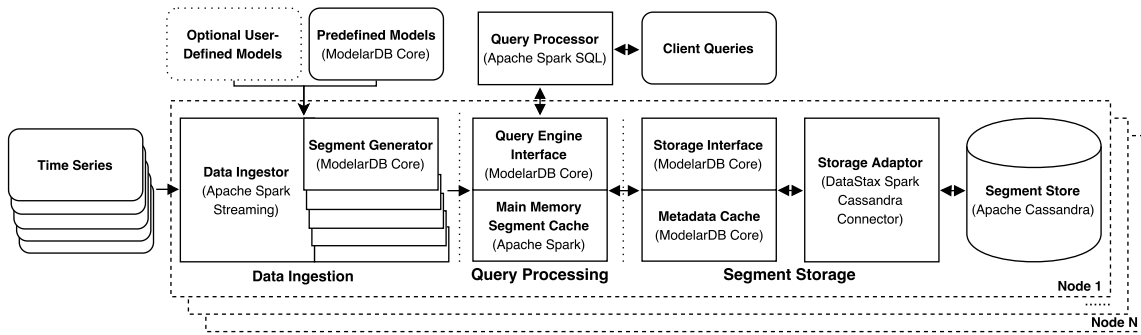 Optional User-
Defined Models
Predefined Models
(ModelarDB Core)
Query Processor
(Apache Spark SQL)
Client Queries
Time Series
Data Ingestor
(Apache Spark
Streaming)
Segment Generator
(ModelarDB Core)
Query Engine
Interface
(ModelarDB Core)
Main Memory
Segment Cache
(Apache Spark)
Storage Interface
(ModelarDB Core)
Metadata Cache
(ModelarDB Core)
Storage Adaptor
(DataStax Spark
Cassandra
Connector)
Segment Store
(Apache Cassandra)
Data Ingestion
Query Processing
Segment Storage
Node 1
Node N